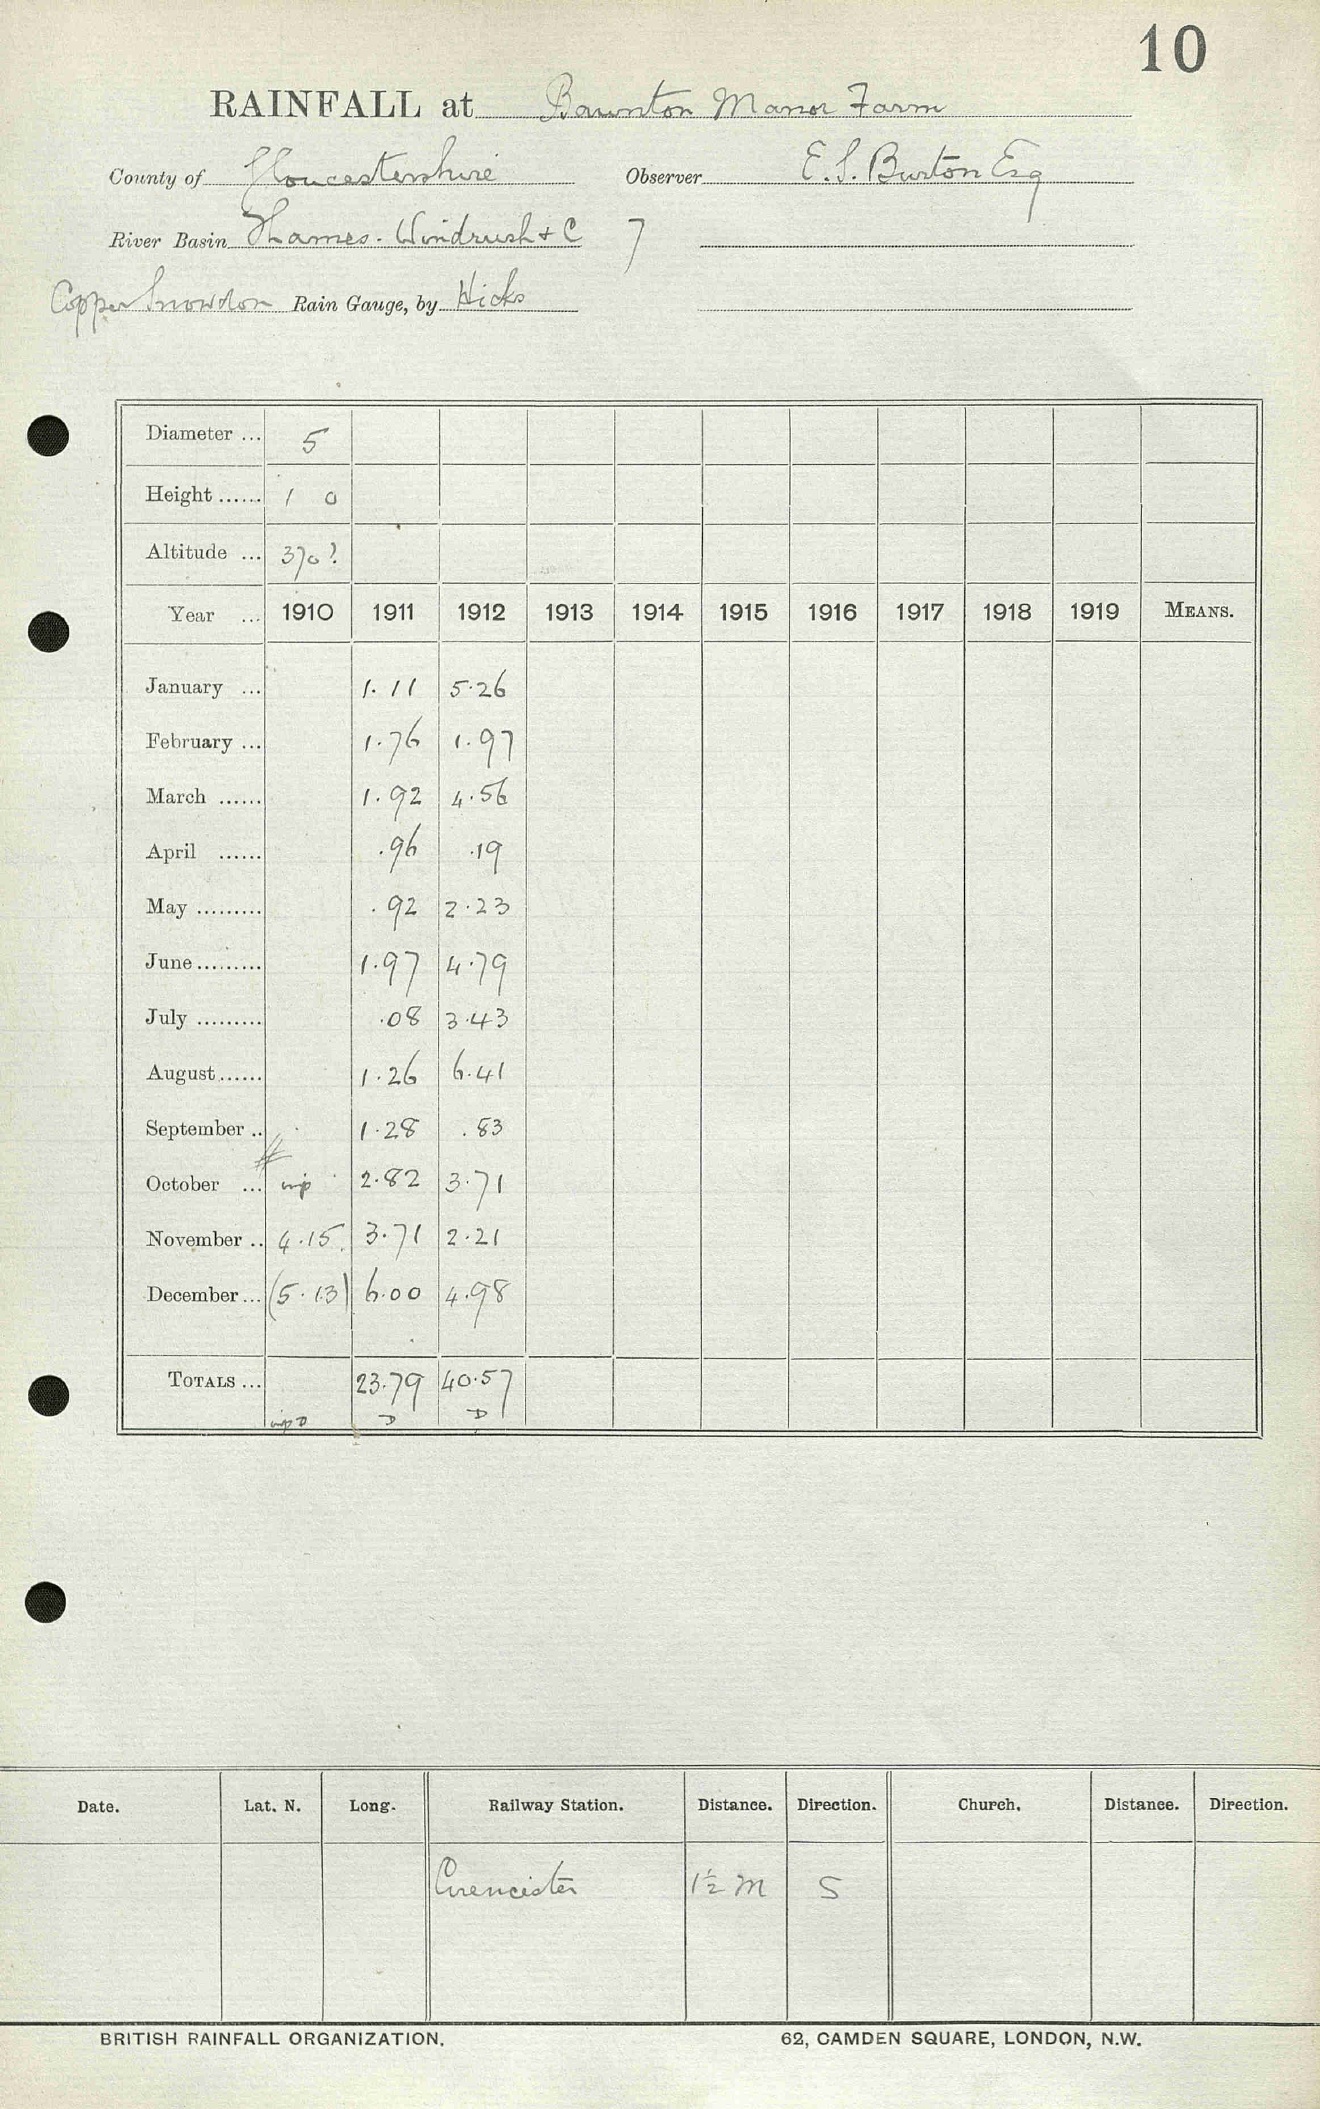 10
RAINFALL at Baunton Manor Farm
County of Gloucestershire Observer E. S. Burton Esq
River Basin Thames. Windrush & C 7
Copper Snowdon Rain Gauge, by Hicks
Diameter ... 5
Height ...... 1 0
Altitude ... 370?
Year ... 1910 1911 1912 1913 1914 1915 1916 1917 1918 1919 MEANS.
January ... 1.11 5.26
February ... 1.76 1.97
March ...... 1.92 4.56
April ...... .96 .19
May ......... .92 2.23
June ......... 1.97 4.79
July ......... .08 3.43
August ...... 1.26 6.41
September .. 1.28 .83
October ... imp 2.82 3.71
November .. 4.15 3.71 2.21
December ... (5.13) 6.00 4.98
TOTALS ... 23.79 40.57
imp D D D
Date. Lat. N. Long. Railway Station. Distance. Direction. Church. Distance. Direction.
Cirencester 1½ M S
BRITISH RAINFALL ORGANIZATION. 62, CAMDEN SQUARE, LONDON, N.W.